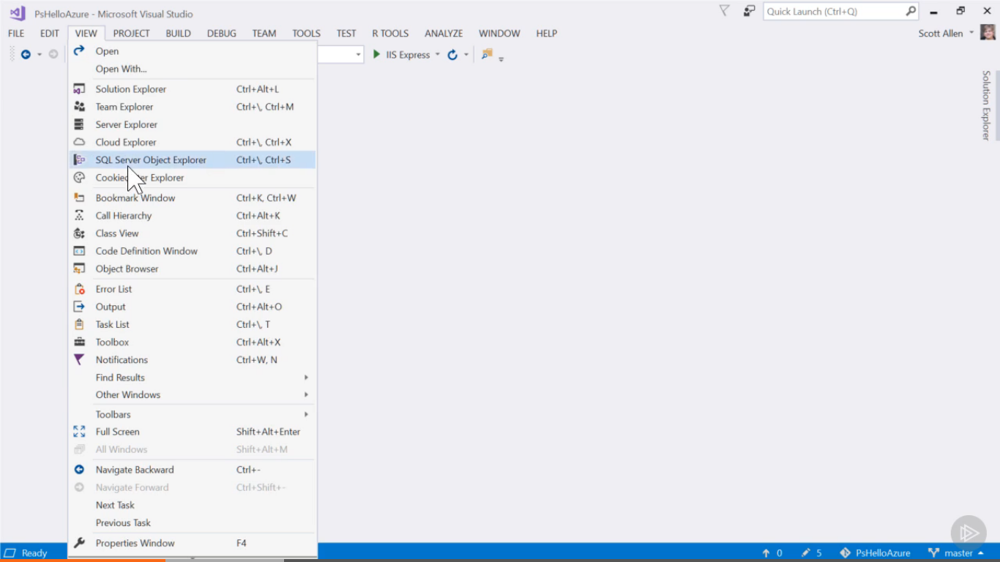 PsHelloAzure - Microsoft Visual Studio
Quick Launch (Ctrl+Q)
FILE EDIT VIEW PROJECT BUILD DEBUG TEAM TOOLS TEST R TOOLS ANALYZE WINDOW HELP
Scott Allen
IIS Express
Open
Open With...
Solution Explorer Ctrl+Alt+L
Team Explorer Ctrl+\, Ctrl+M
Server Explorer
Cloud Explorer Ctrl+\, Ctrl+X
SQL Server Object Explorer Ctrl+\, Ctrl+S
Explorer
Bookmark Window Ctrl+K, Ctrl+W
Call Hierarchy Ctrl+Alt+K
Class View Ctrl+Shift+C
Code Definition Window Ctrl+\, D
Object Browser Ctrl+Alt+J
Error List Ctrl+\, E
Output Ctrl+Alt+O
Task List Ctrl+\, T
Toolbox Ctrl+Alt+X
Notifications Ctrl+W, N
Find Results
Other Windows
Toolbars
Full Screen Shift+Alt+Enter
All Windows Shift+Alt+M
Navigate Backward Ctrl+-
Navigate Forward Ctrl+Shift+-
Next Task
Previous Task
Properties Window F4
Solution Explorer
Ready
0 5 PsHelloAzure master